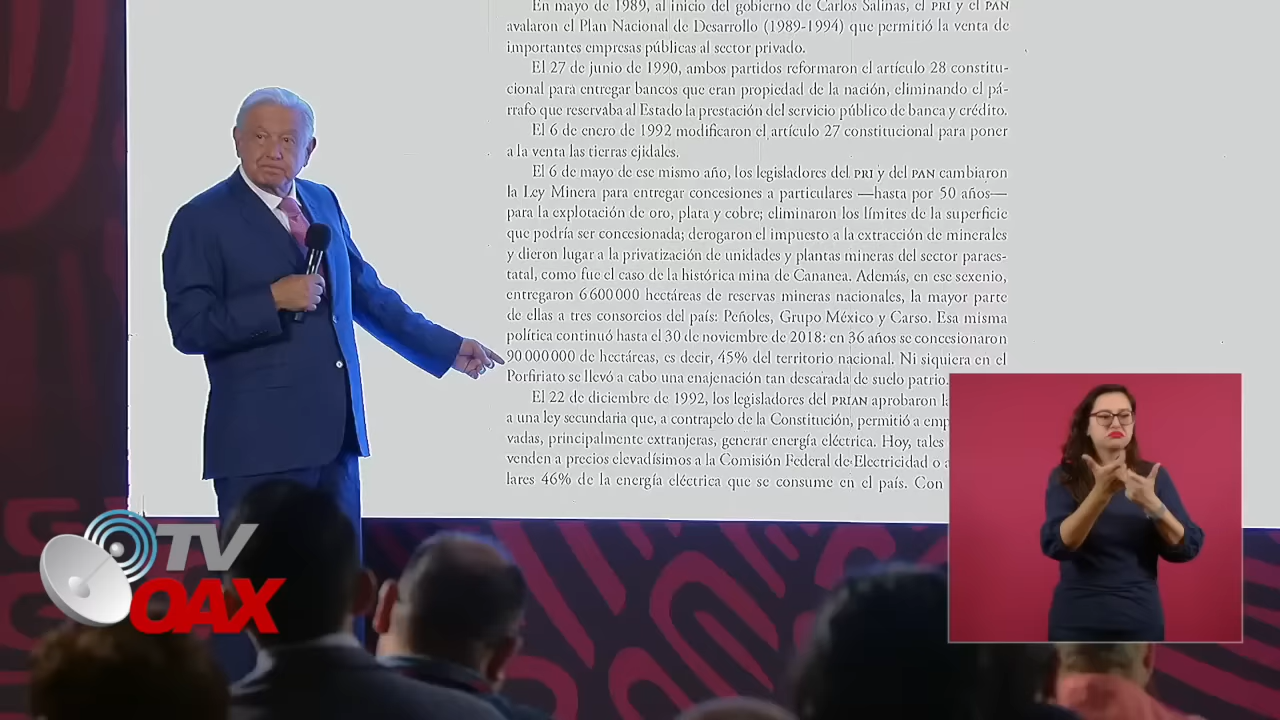 En mayo de 1989, al inicio del gobierno de Carlos Salinas, el PRI y el PAN
avalaron el Plan Nacional de Desarrollo (1989-1994) que permitió la venta de
importantes empresas públicas al sector privado.
El 27 de junio de 1990, ambos partidos reformaron el artículo 28 constitu-
cional para entregar bancos que eran propiedad de la nación, eliminando el pá-
rrafo que reservaba al Estado la prestación del servicio público de banca y crédito.
El 6 de enero de 1992 modificaron el artículo 27 constitucional para poner
a la venta las tierras ejidales.
El 6 de mayo de ese mismo año, los legisladores del PRI y del PAN cambiaron
la Ley Minera para entregar concesiones a particulares —hasta por 50 años—
para la explotación de oro, plata y cobre; eliminaron los límites de la superficie
que podría ser concesionada; derogaron el impuesto a la extracción de minerales
y dieron lugar a la privatización de unidades y plantas mineras del sector paraes-
tatal, como fue el caso de la histórica mina de Cananea. Además, en ese sexenio,
entregaron 6 600 000 hectáreas de reservas mineras nacionales, la mayor parte
de ellas a tres consorcios del país: Peñoles, Grupo México y Carso. Esa misma
política continuó hasta el 30 de noviembre de 2018: en 36 años se concesionaron
90 000 000 de hectáreas, es decir, 45% del territorio nacional. Ni siquiera en el
Porfiriato se llevó a cabo una enajenación tan descarada de suelo patrio.
El 22 de diciembre de 1992, los legisladores del PRIAN aprobaron
a una ley secundaria que, a contrapelo de la Constitución, permitió a
vadas, principalmente extranjeras, generar energía eléctrica. Hoy, tales
venden a precios elevadísimos a la Comisión Federal de Electricidad o
lares 46% de la energía eléctrica que se consume en el país. Con
TV
OAX